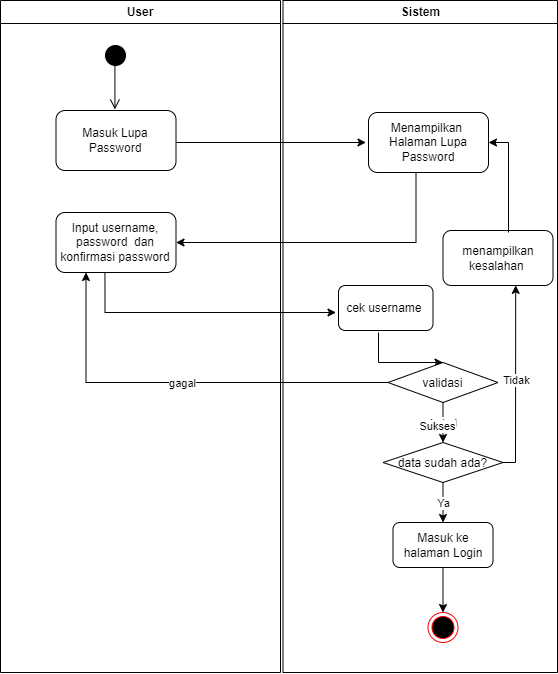 User
Sistem
Masuk Lupa
Password
Menampilkan
Halaman Lupa
Password
Input username,
password dan
konfirmasi password
menampilkan
kesalahan
cek username
validasi
Tidak
gagal
Sukses
data sudah ada?
Ya
Masuk ke
halaman Login